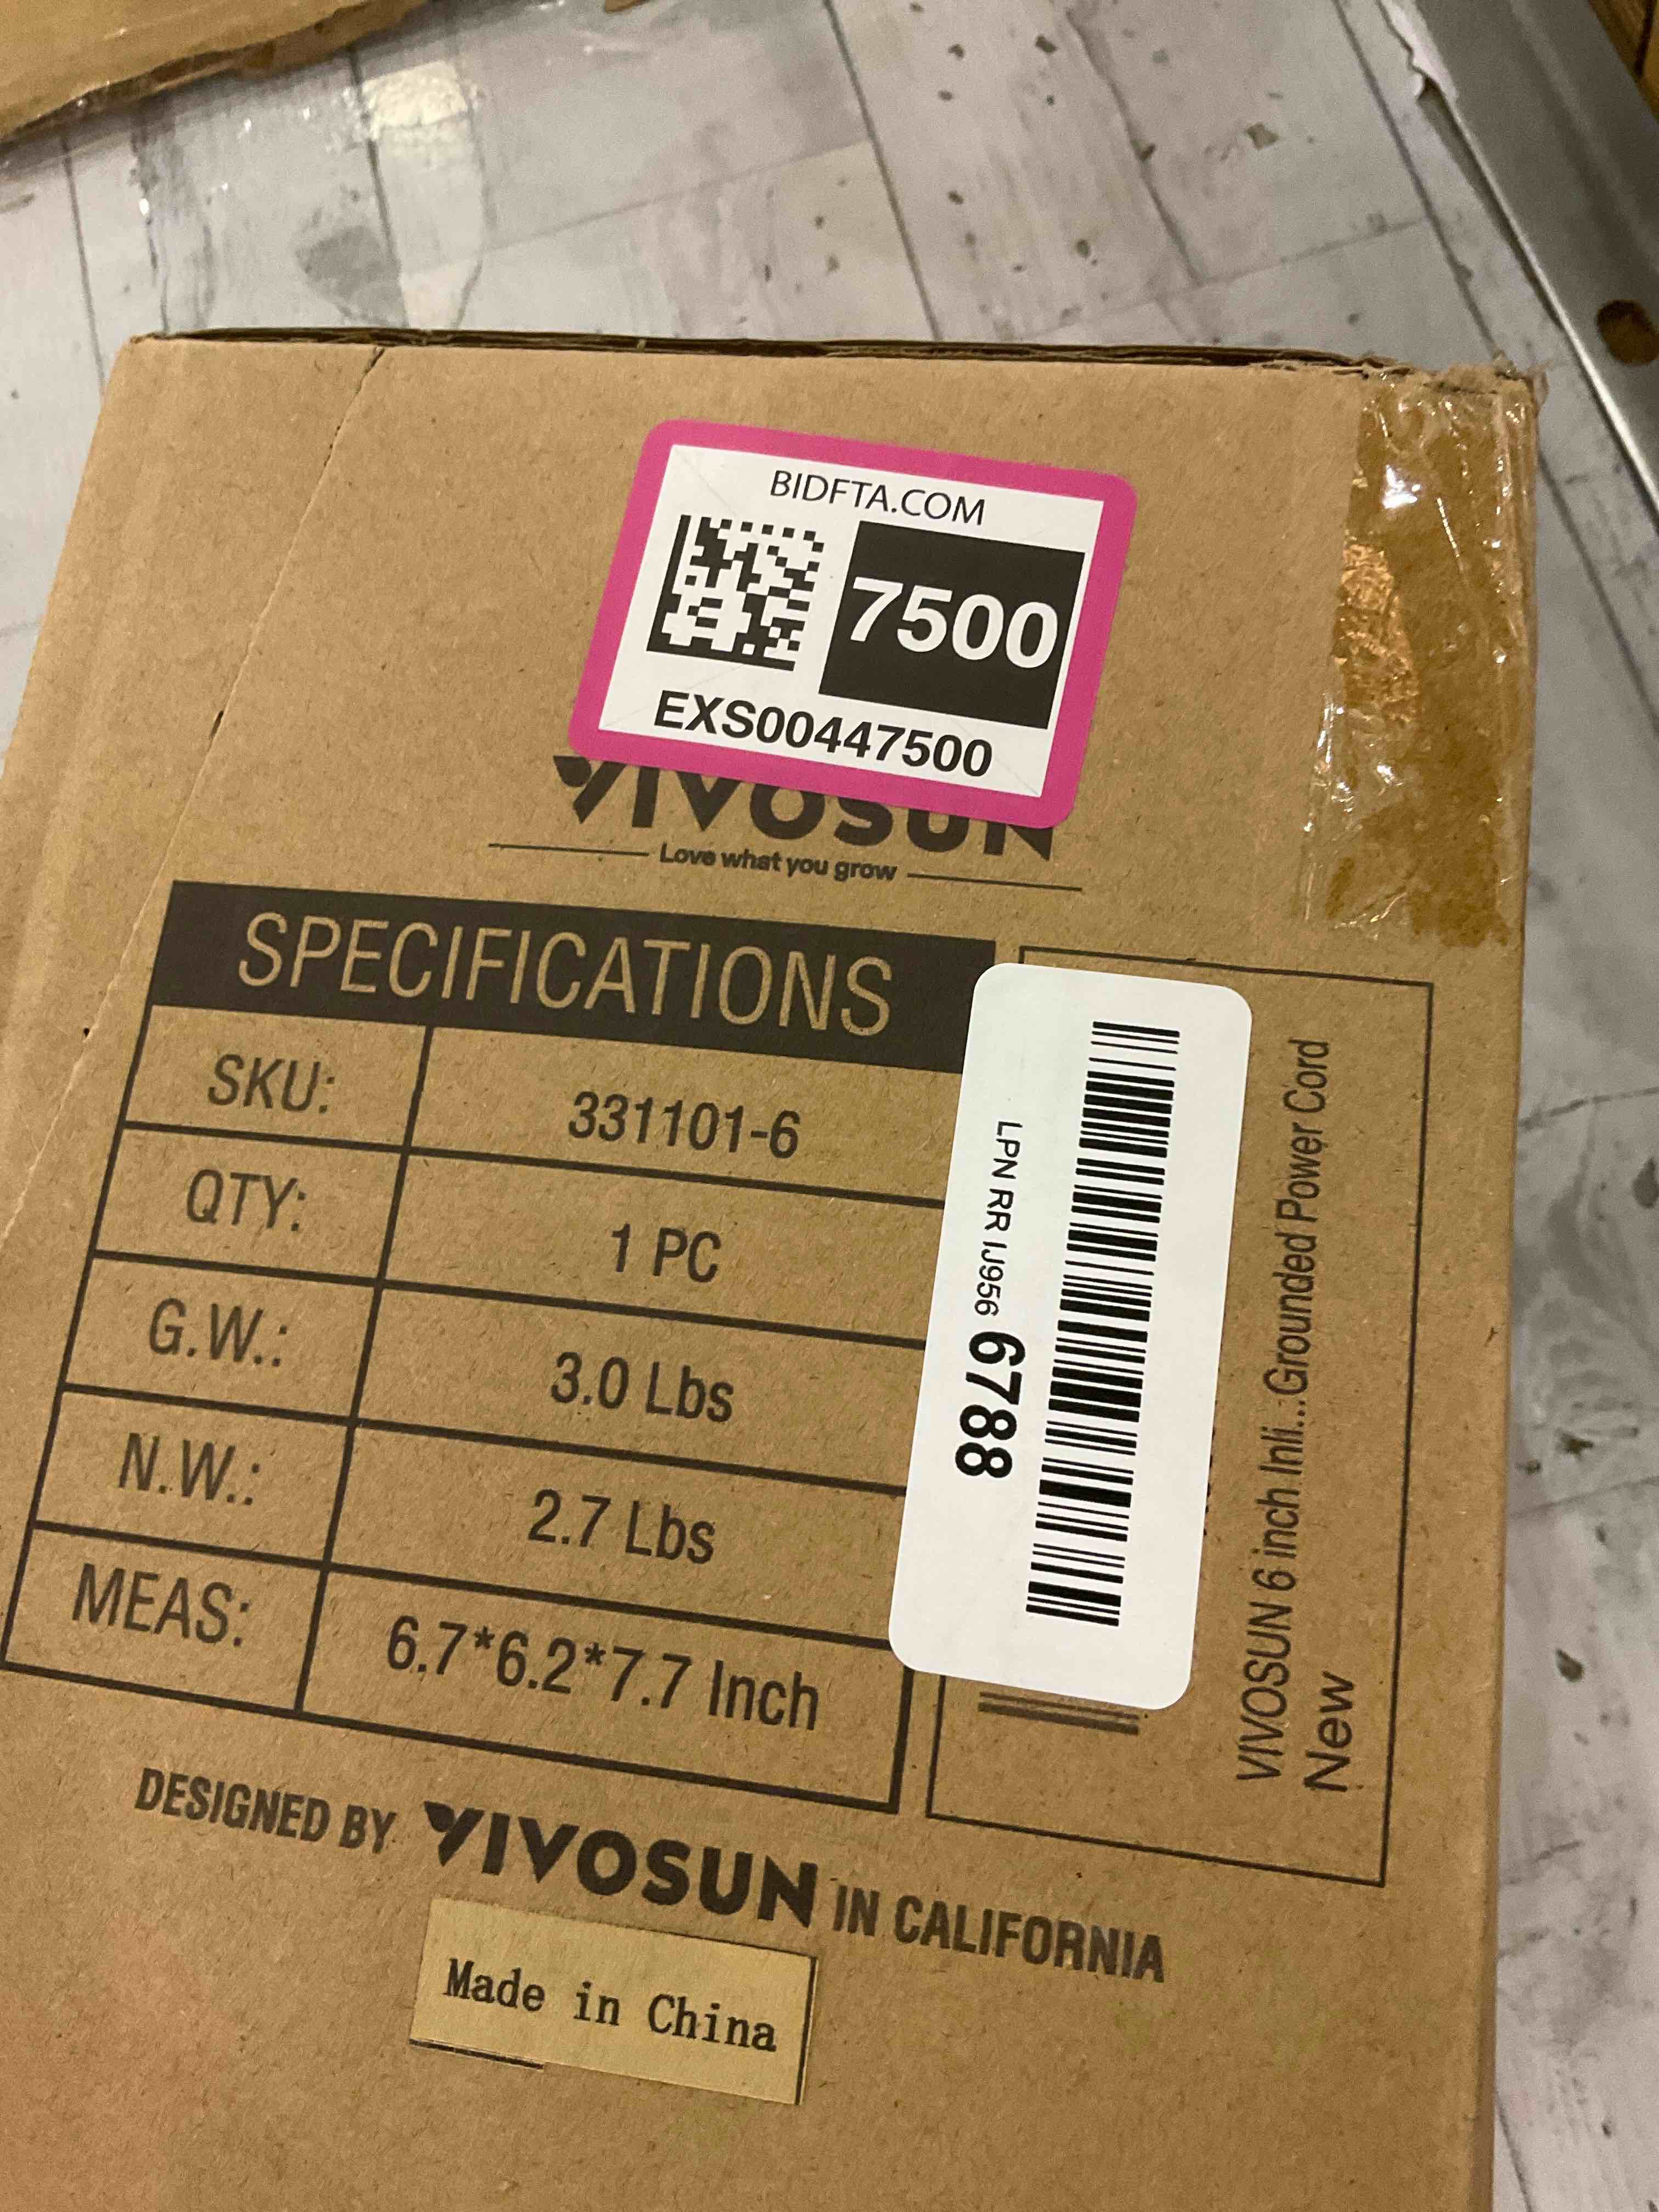 BIDFTA.COM
7500
EXS00447500
VIVOSUN
Love what you grow
SPECIFICATIONS
SKU: 331101-6
QTY: 1 PC
G.W.: 3.0 Lbs
N.W.: 2.7 Lbs
MEAS: 6.7*6.2*7.7 Inch
LPN RR IJ956 6788
VIVOSUN 6 inch Inli...Grounded Power Cord
New
DESIGNED BY VIVOSUN IN CALIFORNIA
Made in China